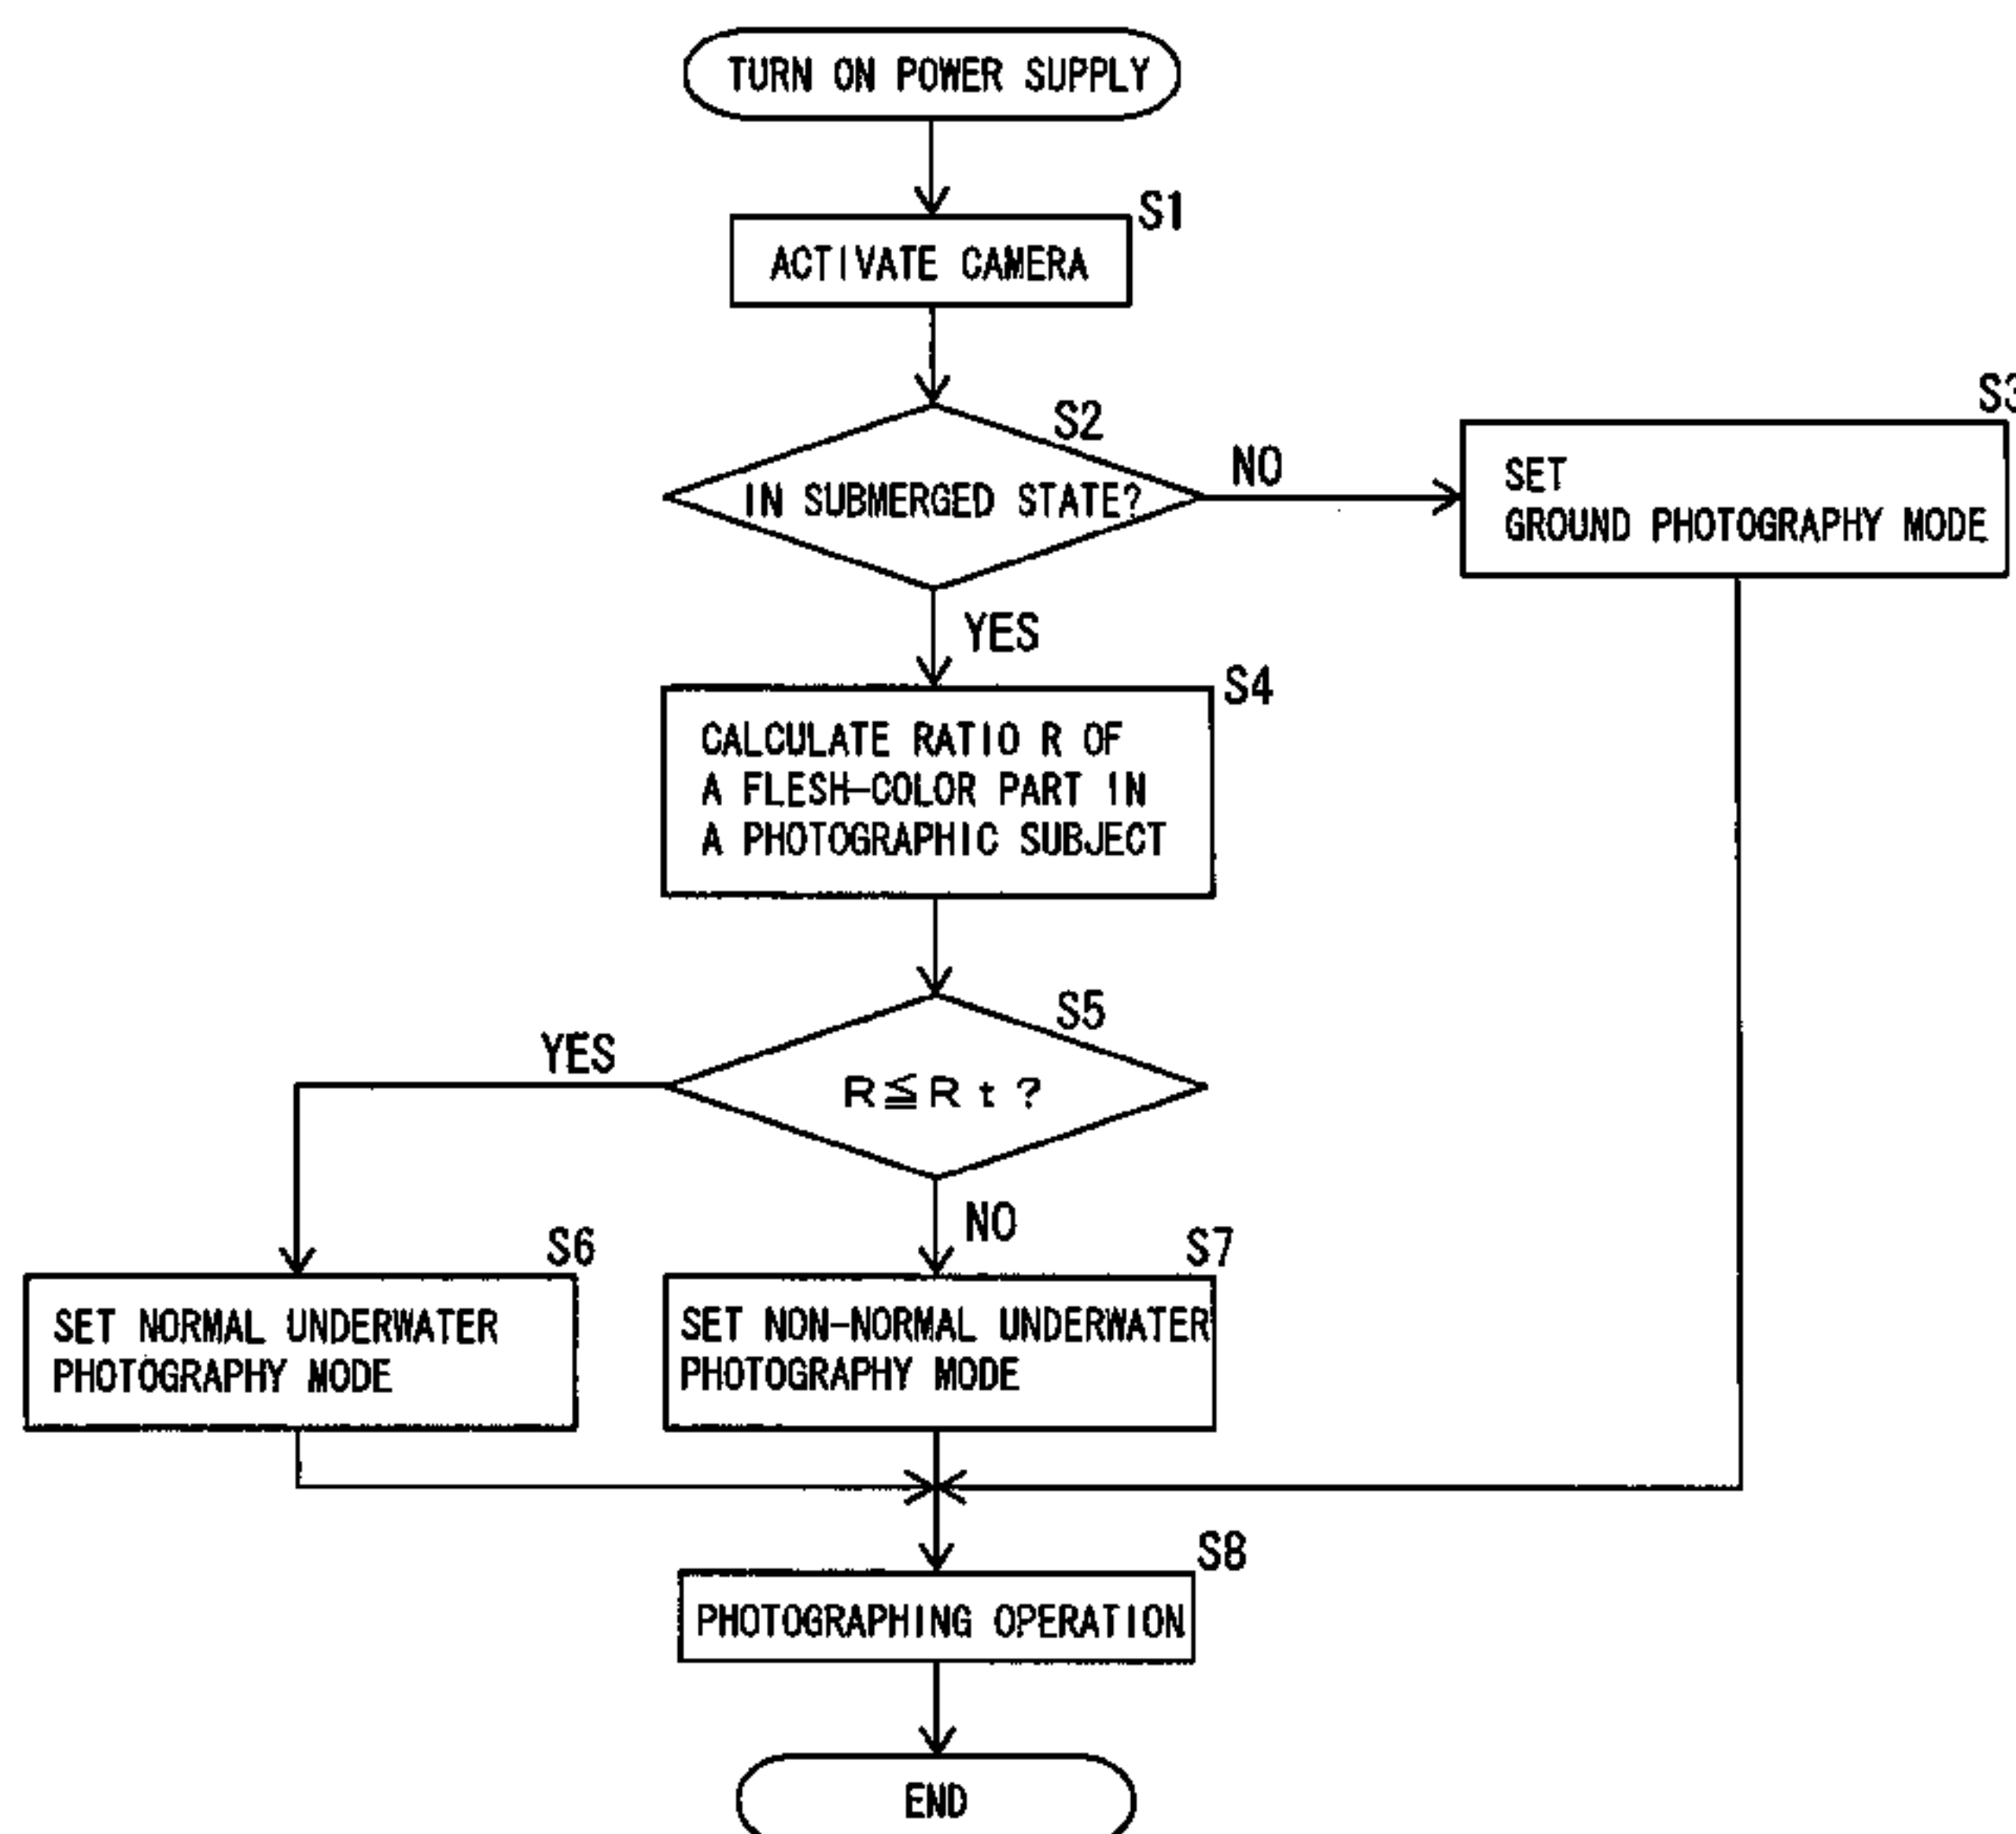 TURN ON POWER SUPPLY
S1
ACTIVATE CAMERA
S2
IN SUBMERGED STATE?
NO
S3
SET
GROUND PHOTOGRAPHY MODE
YES
S4
CALCULATE RATIO R OF
A FLESH-COLOR PART IN
A PHOTOGRAPHIC SUBJECT
S5
R≦Rt?
YES
NO
S6
SET NORMAL UNDERWATER
PHOTOGRAPHY MODE
S7
SET NON-NORMAL UNDERWATER
PHOTOGRAPHY MODE
S8
PHOTOGRAPHING OPERATION
END